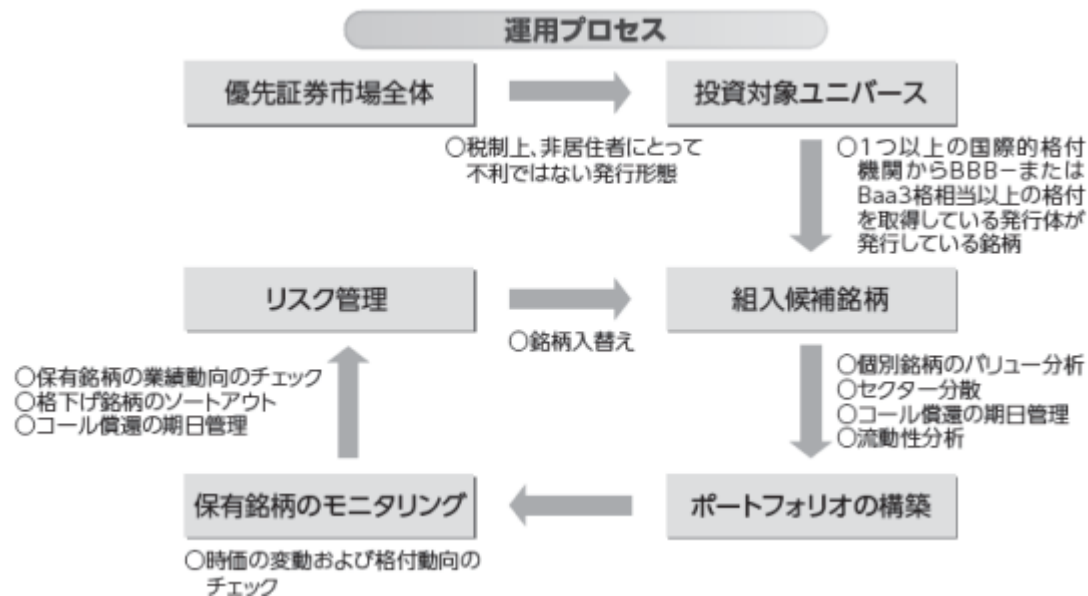 運用プロセス
優先証券市場全体
投資対象ユニバース
○税制上、非居住者にとって
不利ではない発行形態
○1つ以上の国際的格付
機関からBBB−または
Baa3格相当以上の格付
を取得している発行体が
発行している銘柄
リスク管理
組入候補銘柄
○銘柄入替え
○保有銘柄の業績動向のチェック
○格下げ銘柄のソートアウト
○コール償還の期日管理
○個別銘柄のバリュー分析
○セクター分散
○コール償還の期日管理
○流動性分析
保有銘柄のモニタリング
ポートフォリオの構築
○時価の変動および格付動向の
チェック